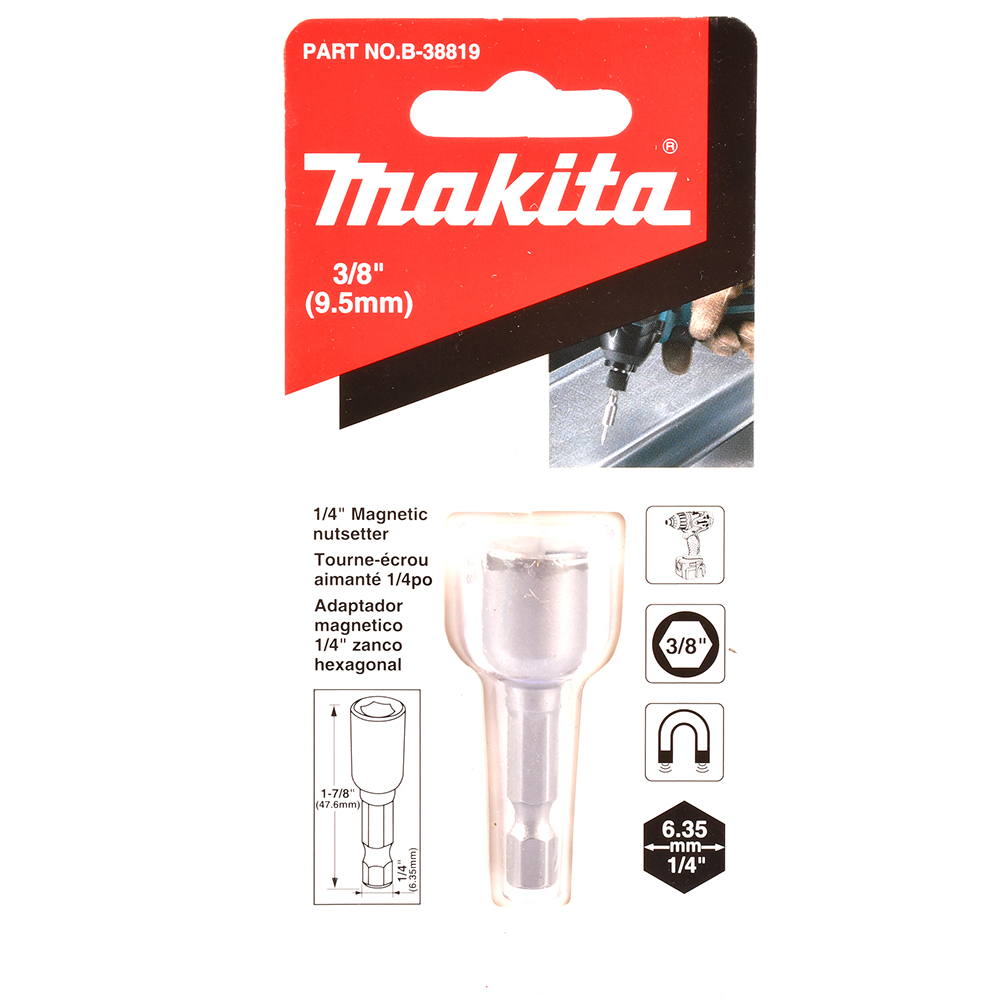 PART NO.B-38819
makita®
3/8"
(9.5mm)
1/4" Magnetic
nutsetter
Tourne-écrou
aimanté 1/4po
Adaptador
magnetico
1/4" zanco
hexagonal
3/8"
1-7/8"
(47.6mm)
1/4"
(6.35mm)
6.35
mm
1/4"